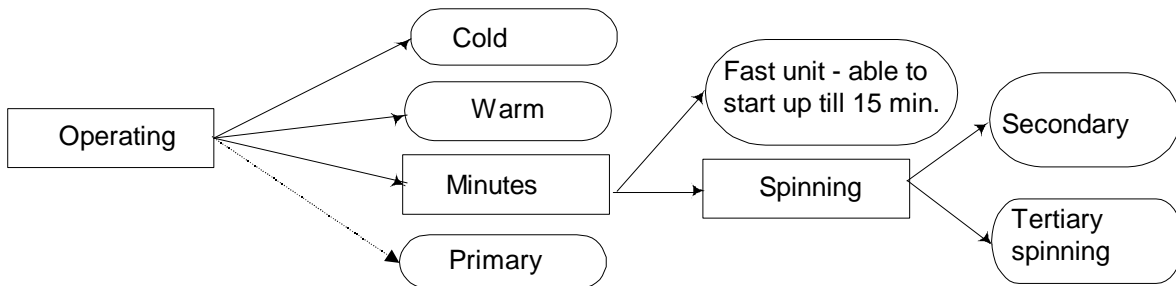 Operating
Cold
Warm
Minutes
Primary
Fast unit - able to
start up till 15 min.
Spinning
Secondary
Tertiary
spinning